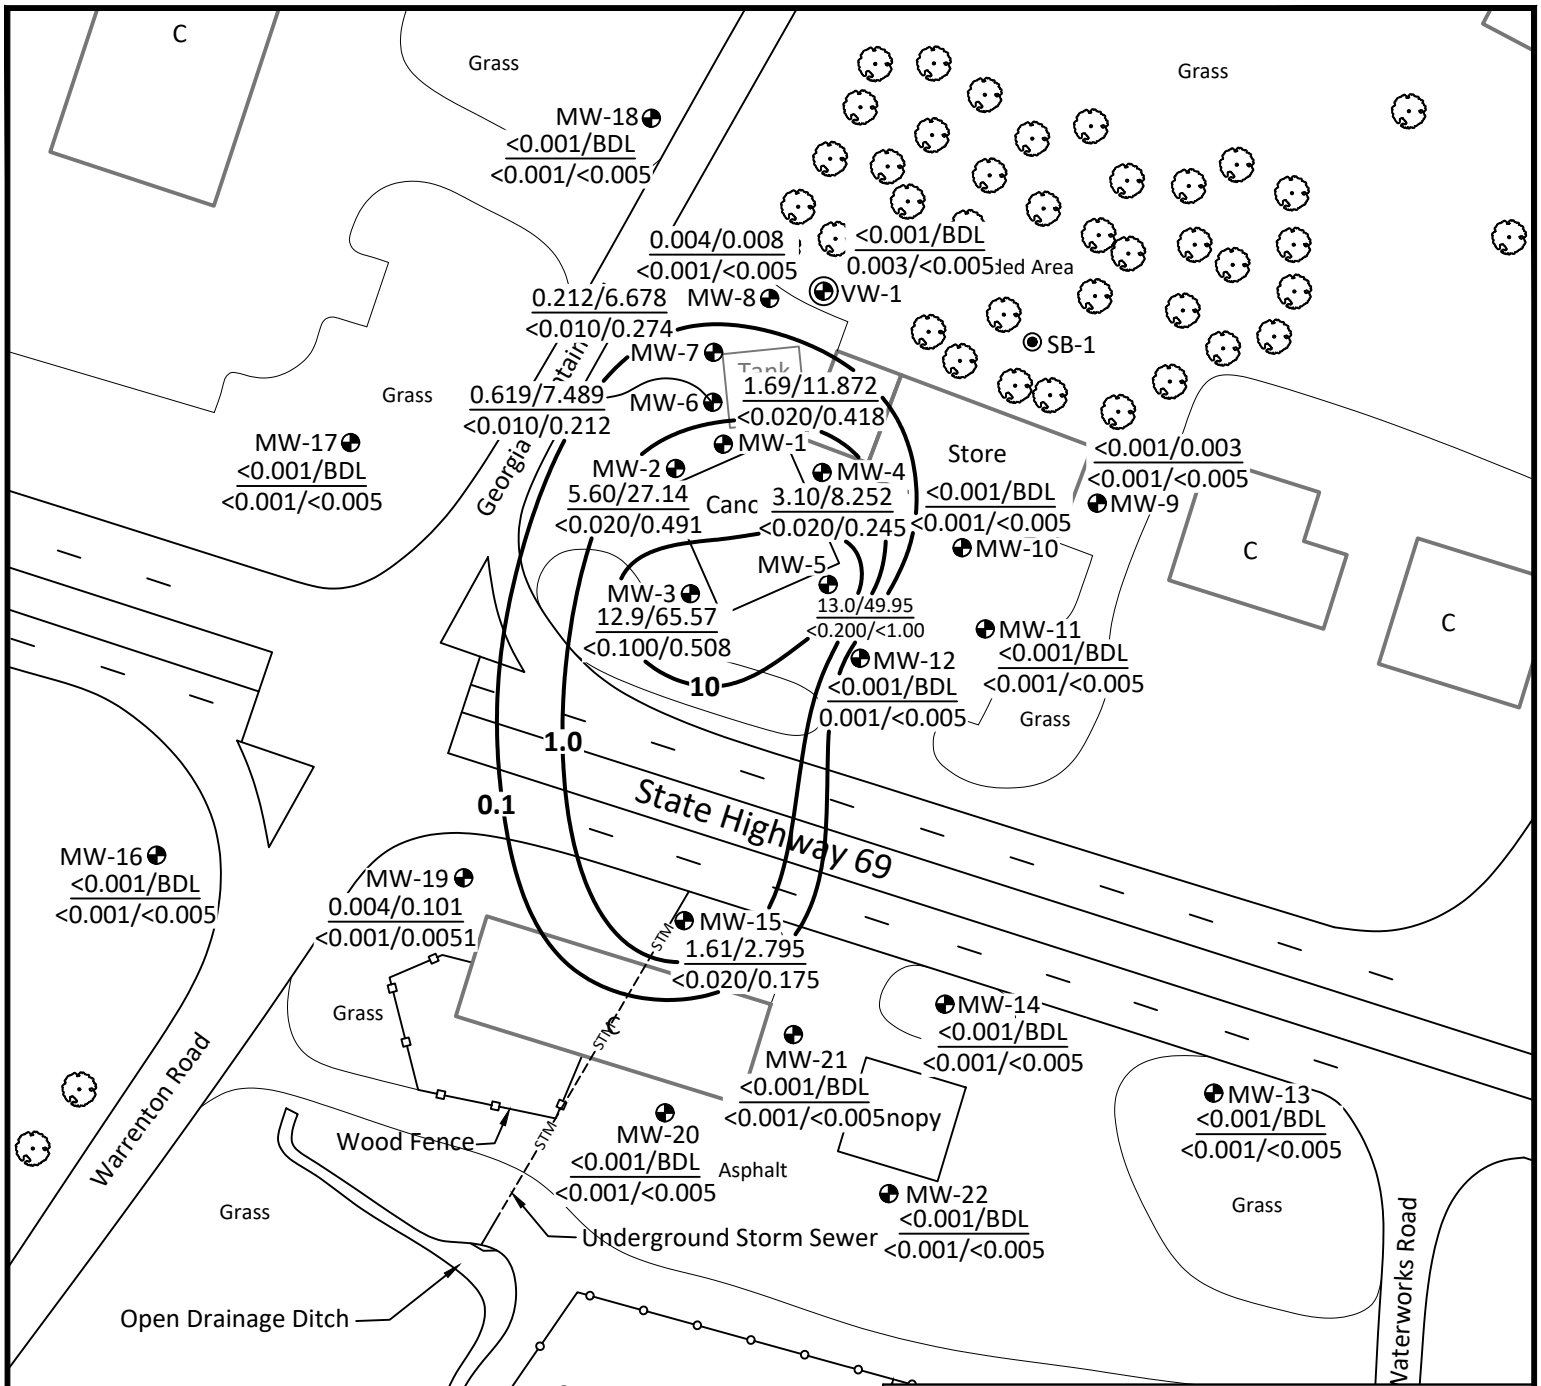 C
Grass
Grass
MW-18
<0.001/BDL
<0.001/<0.005
0.004/0.008
<0.001/<0.005
MW-8
<0.001/BDL
0.003/<0.005
ded Area
VW-1
SB-1
0.212/6.678
<0.010/0.274
MW-7
Tank
1.69/11.872
<0.020/0.418
Grass
0.619/7.489
<0.010/0.212
MW-6
MW-17
<0.001/BDL
<0.001/<0.005
Georgia
ntain
MW-1
MW-2
5.60/27.14
<0.020/0.491
Canc
MW-4
3.10/8.252
<0.020/0.245
Store
<0.001/BDL
<0.001/<0.005
MW-10
<0.001/0.003
<0.001/<0.005
MW-9
C
C
MW-5
13.0/49.95
<0.200/<1.00
MW-3
12.9/65.57
<0.100/0.508
MW-11
<0.001/BDL
<0.001/<0.005
MW-12
<0.001/BDL
0.001/<0.005
Grass
10
1.0
0.1
State Highway 69
MW-16
<0.001/BDL
<0.001/<0.005
MW-19
0.004/0.101
<0.001/0.0051
STM
MW-15
1.61/2.795
<0.020/0.175
Grass
STM
C
MW-14
<0.001/BDL
<0.001/<0.005
MW-21
<0.001/BDL
<0.001/<0.005
nopy
MW-13
<0.001/BDL
<0.001/<0.005
Warrenton Road
Wood Fence
STM
MW-20
<0.001/BDL
<0.001/<0.005
Asphalt
MW-22
<0.001/BDL
<0.001/<0.005
Grass
Grass
Underground Storm Sewer
Open Drainage Ditch
Waterworks Road